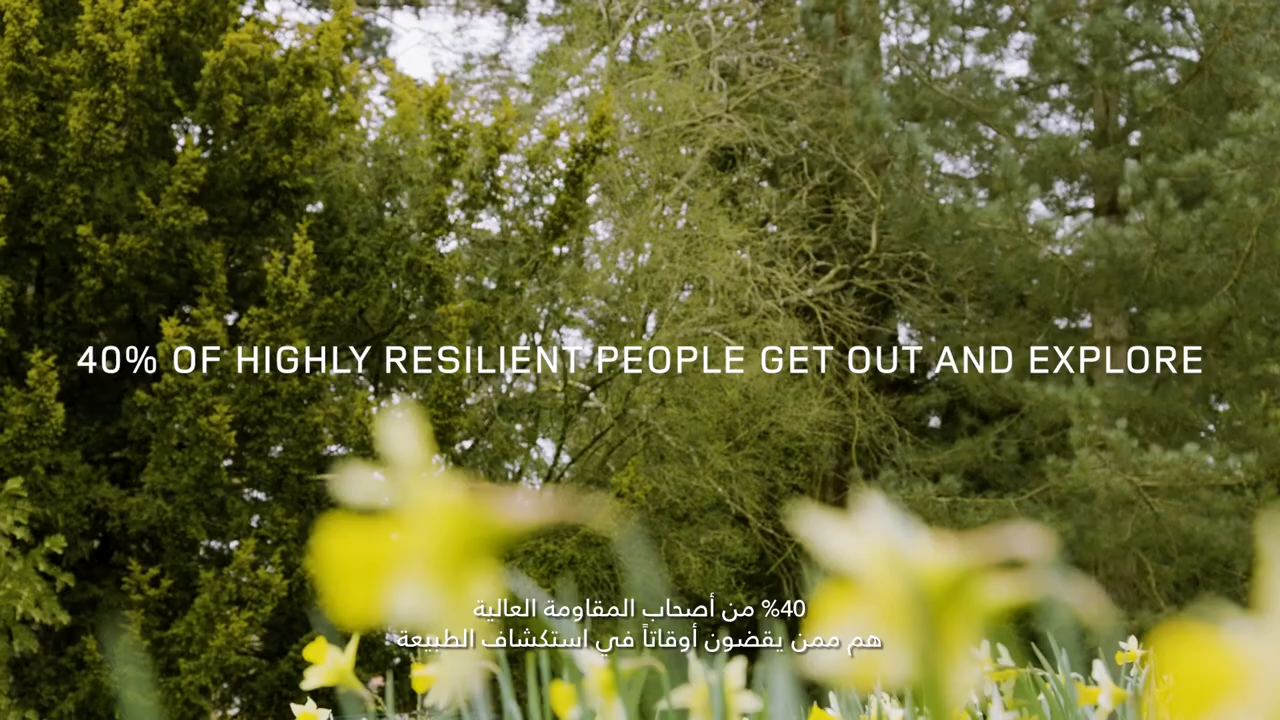 40% OF HIGHLY RESILIENT PEOPLE GET OUT AND EXPLORE
40% من أصحاب المقاومة العالية
هم ممن يقضون أوقاتاً في استكشاف الطبيعة